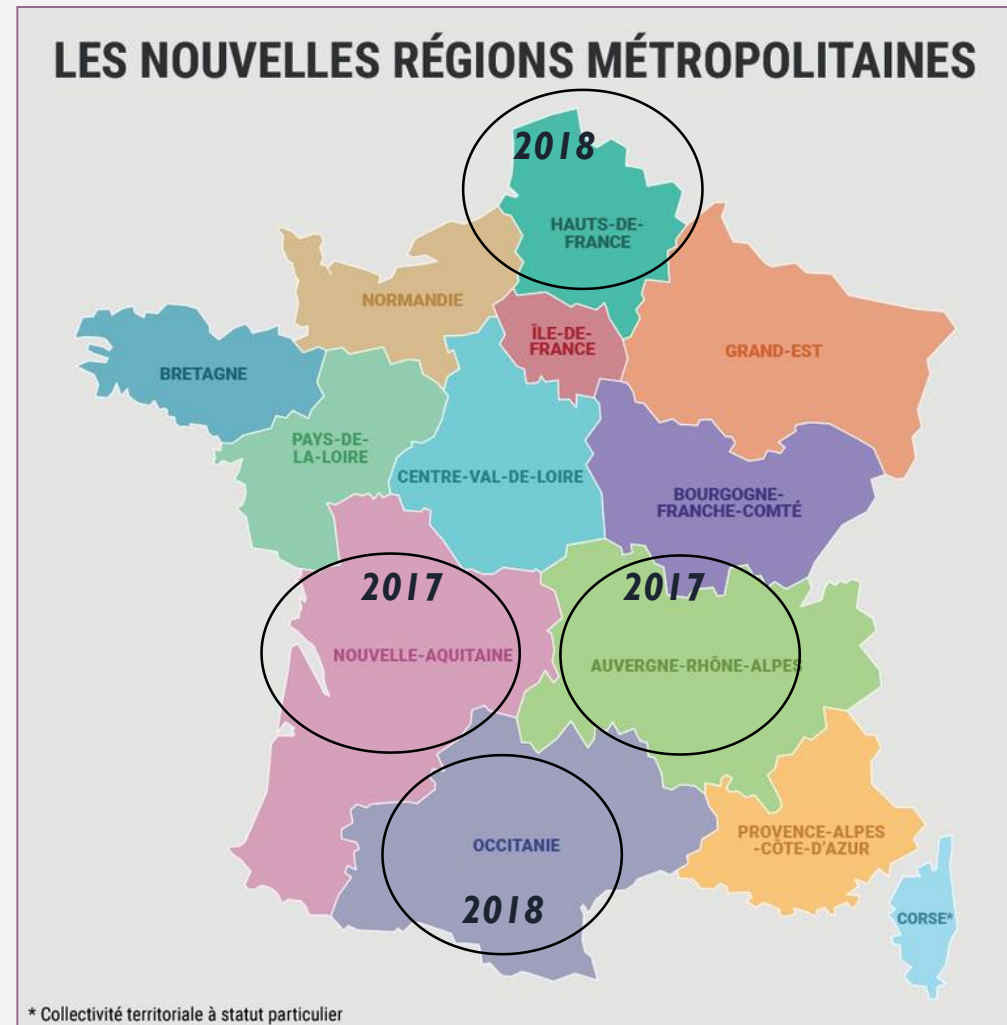 LES NOUVELLES RÉGIONS MÉTROPOLITAINES
2018
HAUTS-DE-
FRANCE
NORMANDIE
ÎLE-DE-
FRANCE
GRAND-EST
BRETAGNE
PAYS-DE-
LA-LOIRE
CENTRE-VAL-DE-LOIRE
BOURGOGNE-
FRANCHE-COMTÉ
2017
2017
NOUVELLE-AQUITAINE
AUVERGNE-RHÔNE-ALPES
OCCITANIE
2018
PROVENCE-ALPES
-CÔTE-D'AZUR
CORSE*
* Collectivité territoriale à statut particulier